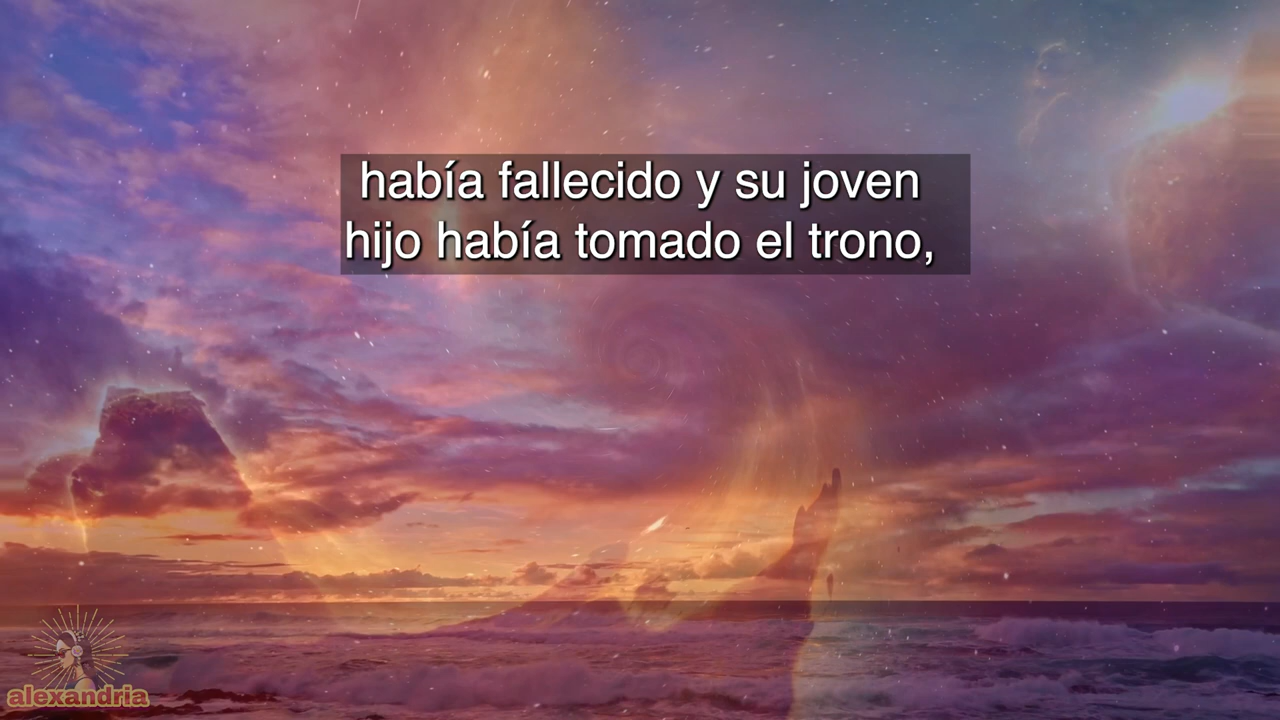 había fallecido y su joven
hijo había tomado el trono,
alexandria